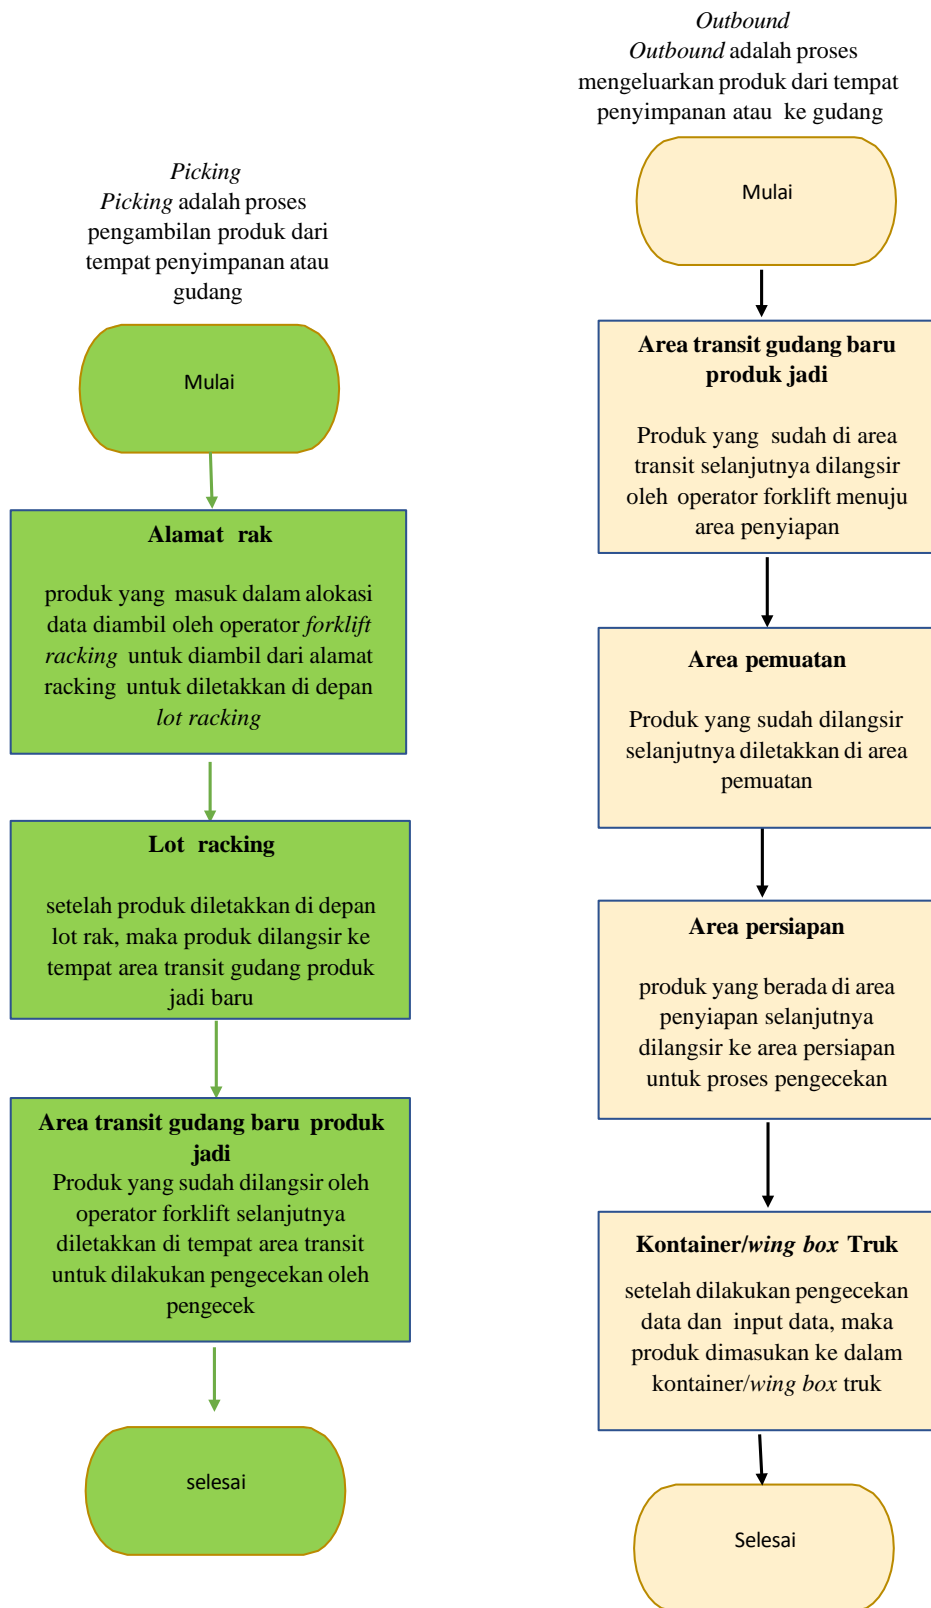 Picking
Picking adalah proses
pengambilan produk dari
tempat penyimpanan atau
gudang
Mulai
Alamat rak
produk yang masuk dalam alokasi
data diambil oleh operator forklift
racking untuk diambil dari alamat
racking untuk diletakkan di depan
lot racking
Lot racking
setelah produk diletakkan di depan
lot rak, maka produk dilangsir ke
tempat area transit gudang produk
jadi baru
Area transit gudang baru produk
jadi
Produk yang sudah dilangsir oleh
operator forklift selanjutnya
diletakkan di tempat area transit
untuk dilakukan pengecekan oleh
pengecek
selesai
Outbound
Outbound adalah proses
mengeluarkan produk dari tempat
penyimpanan atau ke gudang
Mulai
Area transit gudang baru
produk jadi
Produk yang sudah di area
transit selanjutnya dilangsir
oleh operator forklift menuju
area penyiapan
Area pemuatan
Produk yang sudah dilangsir
selanjutnya diletakkan di area
pemuatan
Area persiapan
produk yang berada di area
penyiapan selanjutnya
dilangsir ke area persiapan
untuk proses pengecekan
Kontainer/wing box Truk
setelah dilakukan pengecekan
data dan input data, maka
produk dimasukan ke dalam
kontainer/wing box truk
Selesai